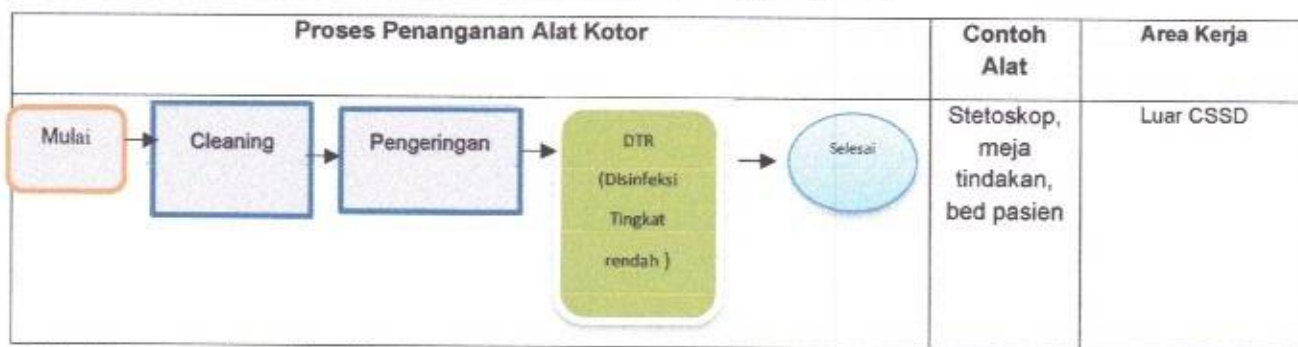 Proses Penanganan Alat Kotor
Contoh
Alat
Area Kerja
Mulai
Cleaning
Pengeringan
DTR
(Disinfeksi
Tingkat
rendah )
Selesai
Stetoskop,
meja
tindakan,
bed pasien
Luar CSSD